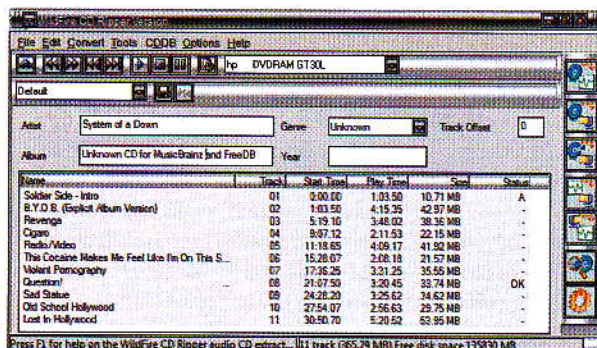 WildFire CD Ripper Version
File Edit Convert Tools CDDB Options Help
hp DVDRAM GT30L
Default
Artist System of a Down Genre Unknown Track Offset 0
Album Unknown CD for MusicBrainz and FreeDB Year
Name Track Start Time Play Time Size Status
Soldier Side - Intro 01 0:00.00 1:03.50 10.71 MB A
B.Y.O.B. (Explicit Album Version) 02 1:03.50 4:15.35 42.97 MB -
Revenga 03 5:19.10 3:48.02 38.36 MB -
Cigaro 04 9:07.12 2:11.53 22.15 MB -
Radio/Video 05 11:18.65 4:09.17 41.92 MB -
This Cocaine Makes Me Feel Like I'm On This S... 06 15:28.07 2:08.18 21.57 MB -
Violent Pornography 07 17:36.25 3:31.25 35.55 MB -
Question! ... 08 21:07.50 3:20.45 33.74 MB OK
Sad Statue 09 24:28.20 3:25.62 34.62 MB -
Old School Hollywood 10 27:54.07 2:56.63 29.75 MB -
Lost In Hollywood 11 30:50.70 5:20.52 53.95 MB -
Press F1 for help on the WildFire CD Ripper audio CD extract... 11 track (365.29 MB) Free disk space 135830 MB